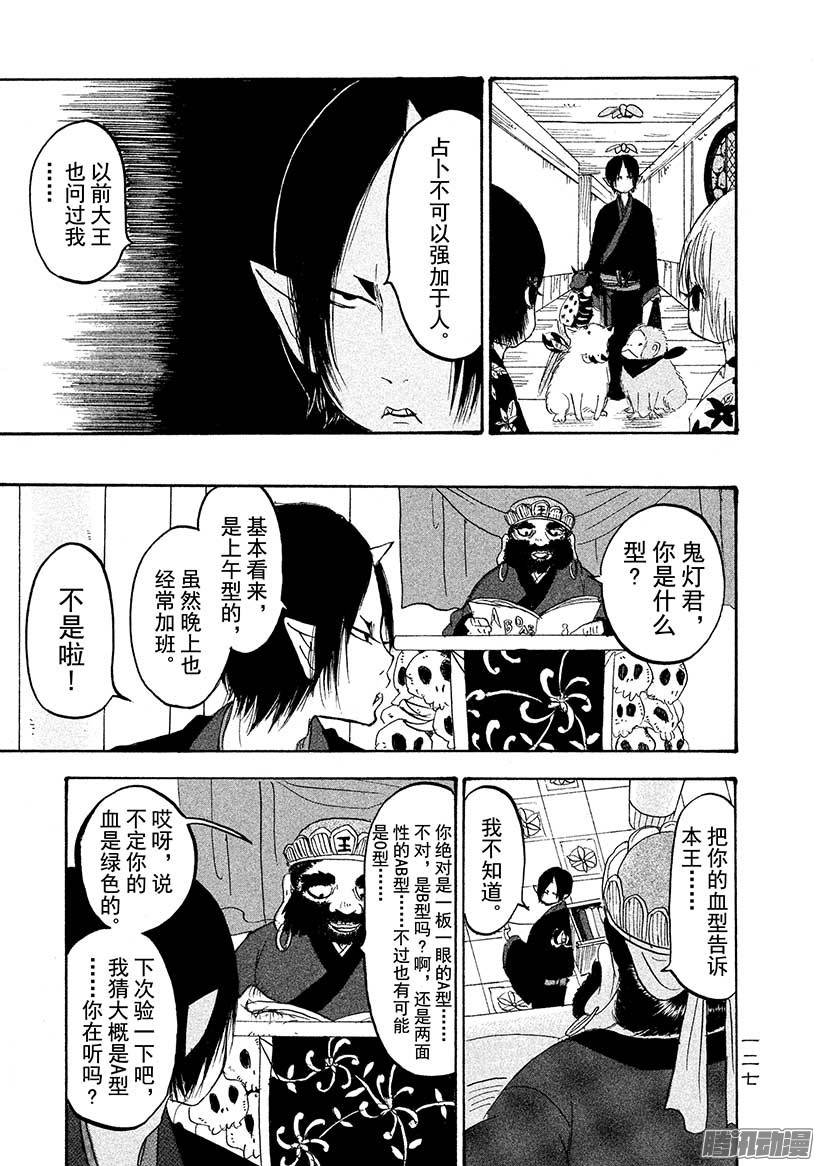 占卜不可以强加于人。
以前大王
也问过我
……
鬼灯君，
你是什么
型？
基本看来，
是上午型的，
虽然晚上也
经常加班。
不是啦！
把你的血型告诉
本王……
我不知道。
你绝对是一板一眼的A型……
不对，是B型吗？啊，还是两面
性的AB型……不过也有可能
是O型……
哎呀，说
不定你的
血是绿色的。
下次验一下吧，
我猜大概是A型
……你在听吗？
王
一二七
腾讯动漫